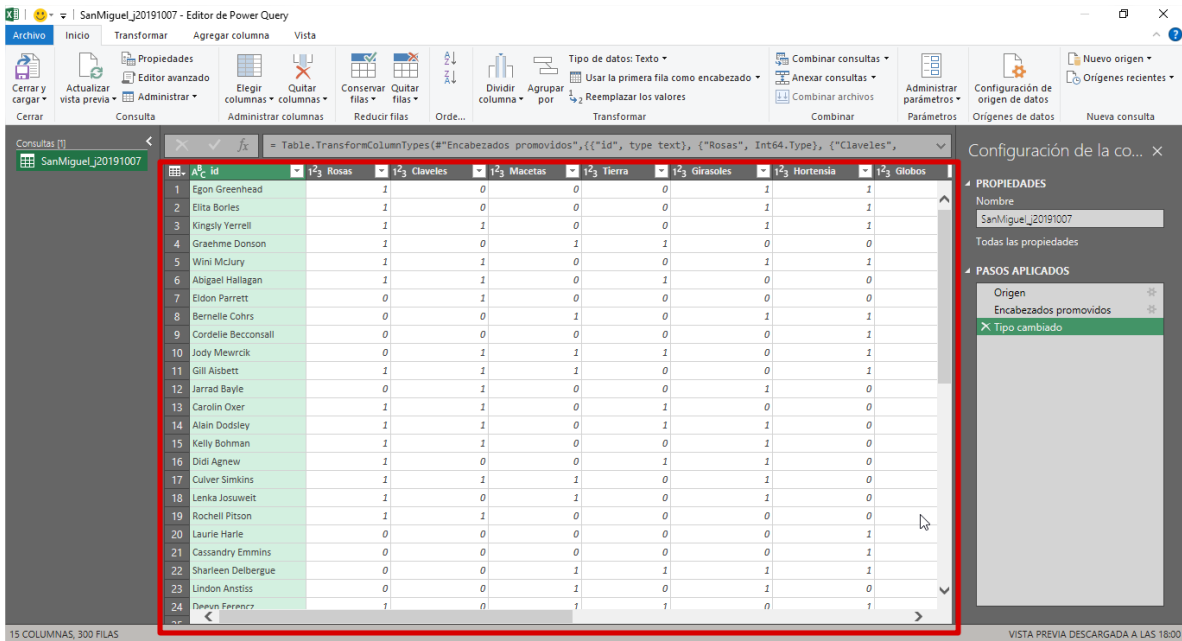 SanMiguel_j20191007 - Editor de Power Query
Archivo Inicio Transformar Agregar columna Vista
Cerrar y cargar
Actualizar vista previa
Propiedades
Editor avanzado
Administrar
Elegir columnas
Quitar columnas
Conservar filas
Quitar filas
Dividir columna
Agrupar por
Tipo de datos: Texto
Usar la primera fila como encabezado
Reemplazar los valores
Combinar consultas
Anexar consultas
Combinar archivos
Administrar parámetros
Configuración de origen de datos
Nuevo origen
Orígenes recientes
Cerrar Consulta Administrar columnas Reducir filas Orde... Transformar Combinar Parámetros Orígenes de datos Nueva consulta
Consultas [1]
SanMiguel_j20191007
fx = Table.TransformColumnTypes(#"Encabezados promovidos",{{"id", type text}, {"Rosas", Int64.Type}, {"Claveles",
ABC id 123 Rosas 123 Claveles 123 Macetas 123 Tierra 123 Girasoles 123 Hortensia 123 Globos
1 Egon Greenhead 1 0 0 0 1 1
2 Elita Borles 1 0 0 0 1 1
3 Kingsly Yerrell 1 1 0 0 1 1
4 Graehme Donson 1 0 1 1 0 0
5 Wini McJury 1 0 0 0 1 1
6 Abigael Hallagan 1 1 0 1 0 0
7 Eldon Parrett 0 1 0 0 0 0
8 Bernelle Cohrs 0 0 1 0 1 1
9 Cordelie Becconsall 0 0 0 0 0 1
10 Jody Mewrcik 0 1 1 1 0 1
11 Gill Aisbett 1 1 1 0 0 1
12 Jarrad Bayle 0 1 0 0 1 0
13 Carolin Oxer 1 1 0 1 0 0
14 Alain Dodsley 1 1 0 1 1 0
15 Kelly Bohman 1 1 0 0 1 0
16 Didi Agnew 1 0 0 1 1 0
17 Culver Simkins 1 1 1 0 1 0
18 Lenka Josuweit 1 0 1 0 1 0
19 Rochell Pitson 1 1 0 0 0 0
20 Laurie Harle 0 0 0 0 0 1
21 Cassandry Emmins 0 0 0 0 0 1
22 Sharleen Delbergue 0 0 1 1 1 1
23 Lindon Anstiss 0 0 1 0 1 0
24 Deeyn Ferencz 1 0 1 1 0 1
Configuración de la co...
PROPIEDADES
Nombre
SanMiguel_j20191007
Todas las propiedades
PASOS APLICADOS
Origen
Encabezados promovidos
Tipo cambiado
15 COLUMNAS, 300 FILAS
VISTA PREVIA DESCARGADA A LAS 18:00